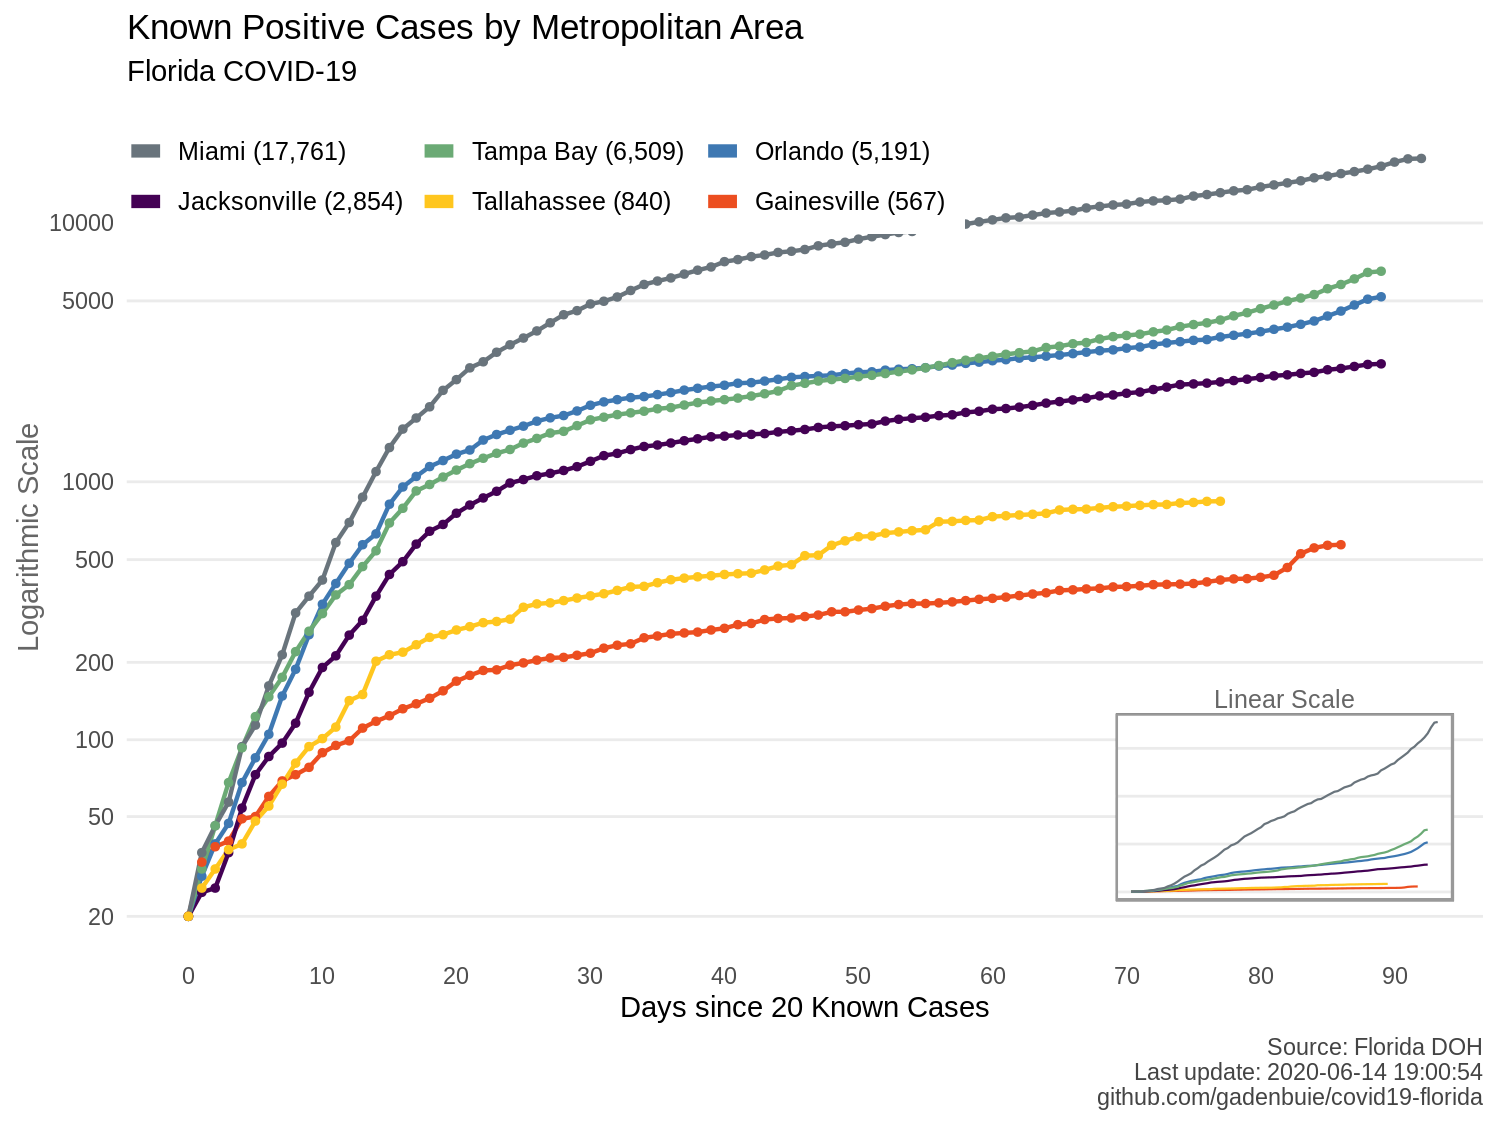 Known Positive Cases by Metropolitan Area
Florida COVID-19
Miami (17,761) Tampa Bay (6,509) Orlando (5,191)
Jacksonville (2,854) Tallahassee (840) Gainesville (567)
Logarithmic Scale
10000
5000
1000
500
200
100
50
20
Linear Scale
0 10 20 30 40 50 60 70 80 90
Days since 20 Known Cases
Source: Florida DOH
Last update: 2020-06-14 19:00:54
github.com/gadenbuie/covid19-florida